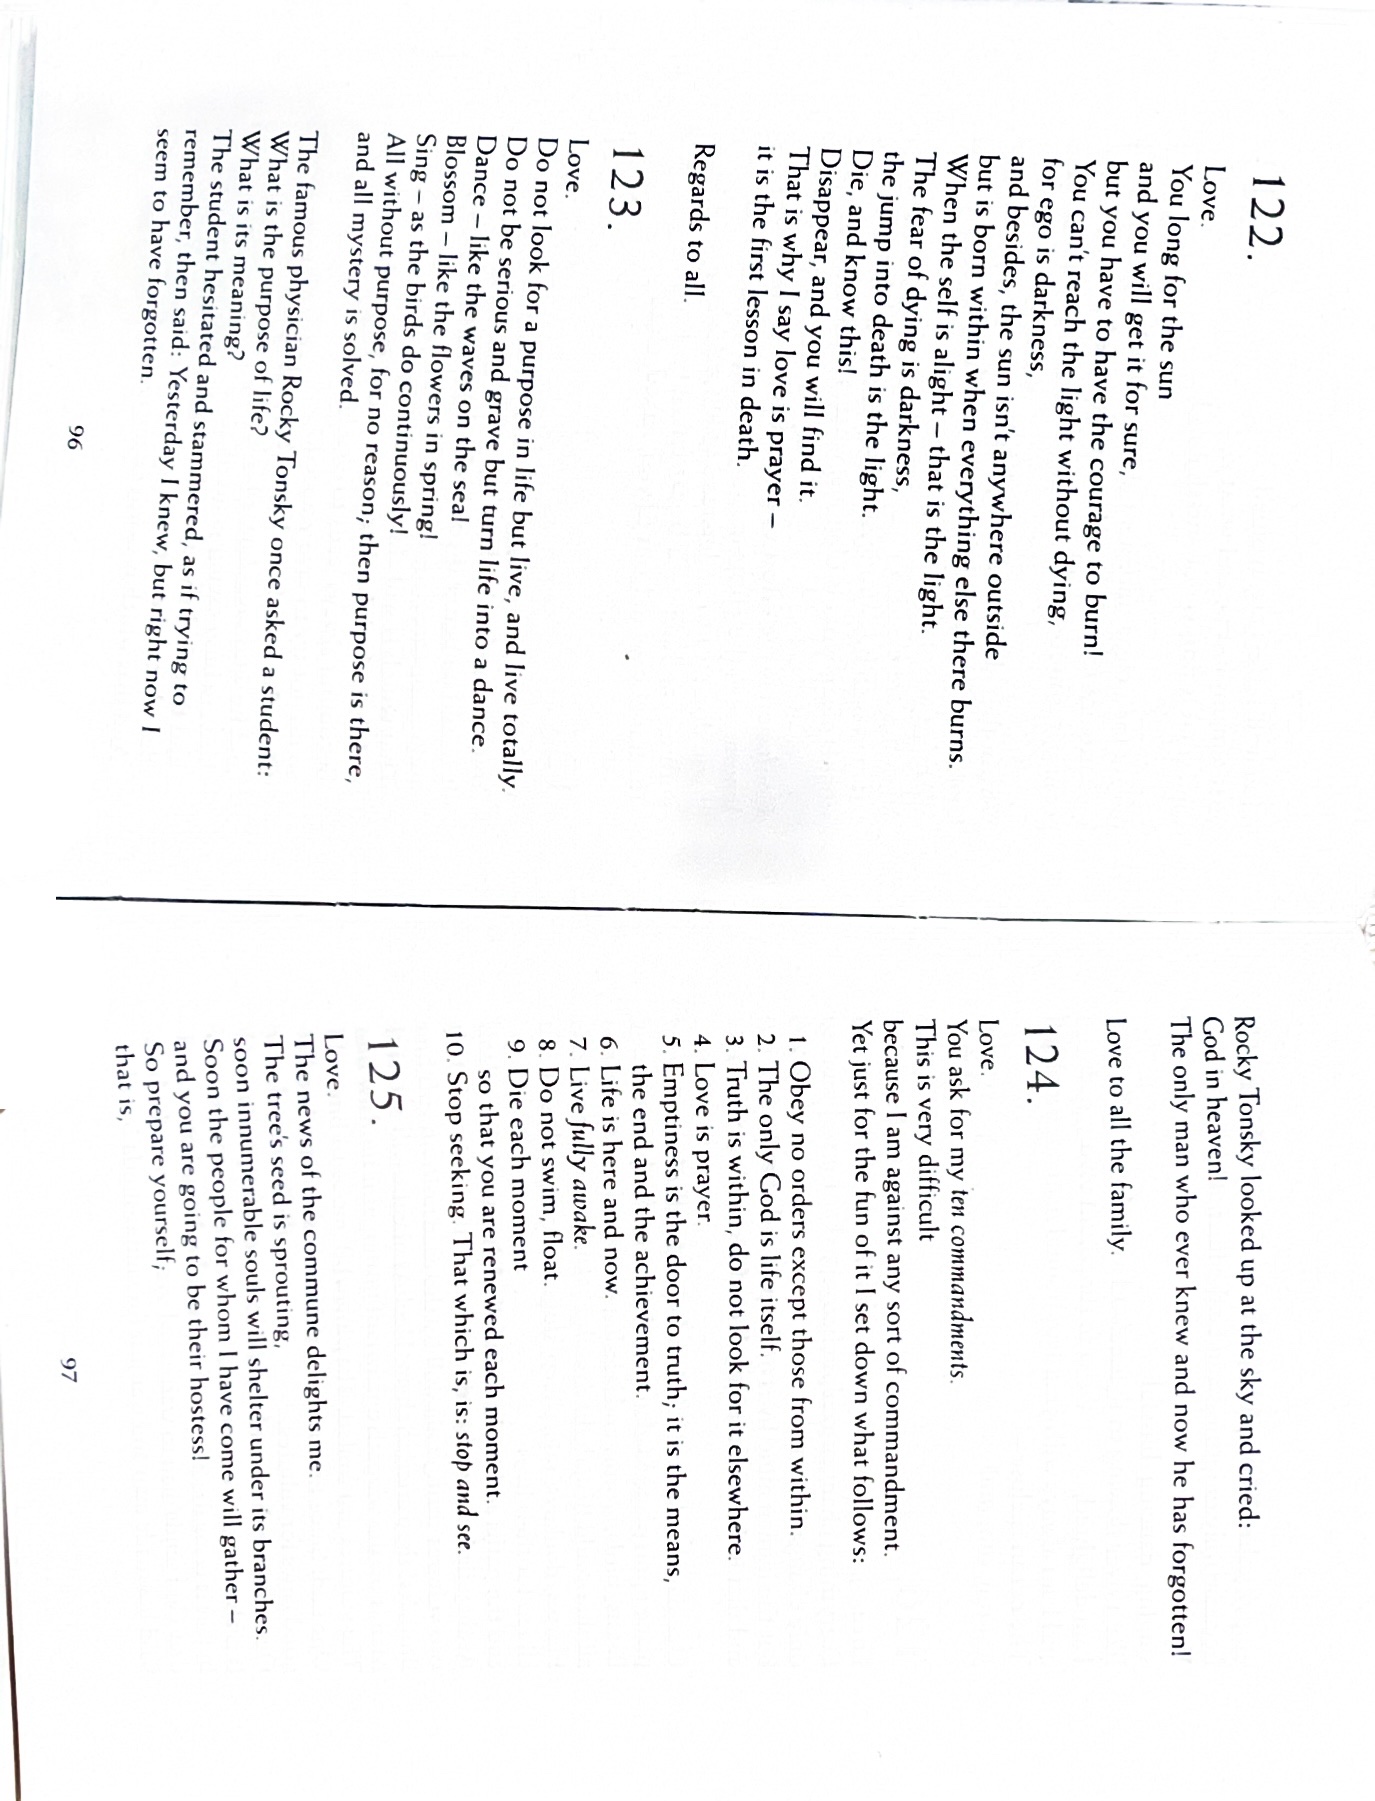 122.
Love.
You long for the sun
and you will get it for sure,
but you have to have the courage to burn!
You can't reach the light without dying,
for ego is darkness,
and besides, the sun isn't anywhere outside
but is born within when everything else there burns.
When the self is alight – that is the light.
The fear of dying is darkness,
the jump into death is the light.
Die, and know this!
Disappear, and you will find it.
That is why I say love is prayer –
it is the first lesson in death.
Regards to all.
123.
Love.
Do not look for a purpose in life but live, and live totally.
Do not be serious and grave but turn life into a dance.
Dance – like the waves on the sea!
Blossom – like the flowers in spring!
Sing – as the birds do continuously!
All without purpose, for no reason; then purpose is there,
and all mystery is solved.
The famous physician Rocky Tonsky once asked a student:
What is the purpose of life?
What is its meaning?
The student hesitated and stammered, as if trying to
remember, then said: Yesterday I knew, but right now I
seem to have forgotten.
96
Rocky Tonsky looked up at the sky and cried:
God in heaven!
The only man who ever knew and now he has forgotten!
Love to all the family.
124.
Love.
You ask for my ten commandments.
This is very difficult
because I am against any sort of commandment.
Yet just for the fun of it I set down what follows:
1. Obey no orders except those from within.
2. The only God is life itself.
3. Truth is within, do not look for it elsewhere.
4. Love is prayer.
5. Emptiness is the door to truth; it is the means,
the end and the achievement.
6. Life is here and now.
7. Live fully awake.
8. Do not swim, float.
9. Die each moment
so that you are renewed each moment.
10. Stop seeking. That which is, is: stop and see.
125.
Love.
The news of the commune delights me.
The tree's seed is sprouting,
soon innumerable souls will shelter under its branches.
Soon the people for whom I have come will gather –
and you are going to be their hostess!
So prepare yourself;
that is,
97